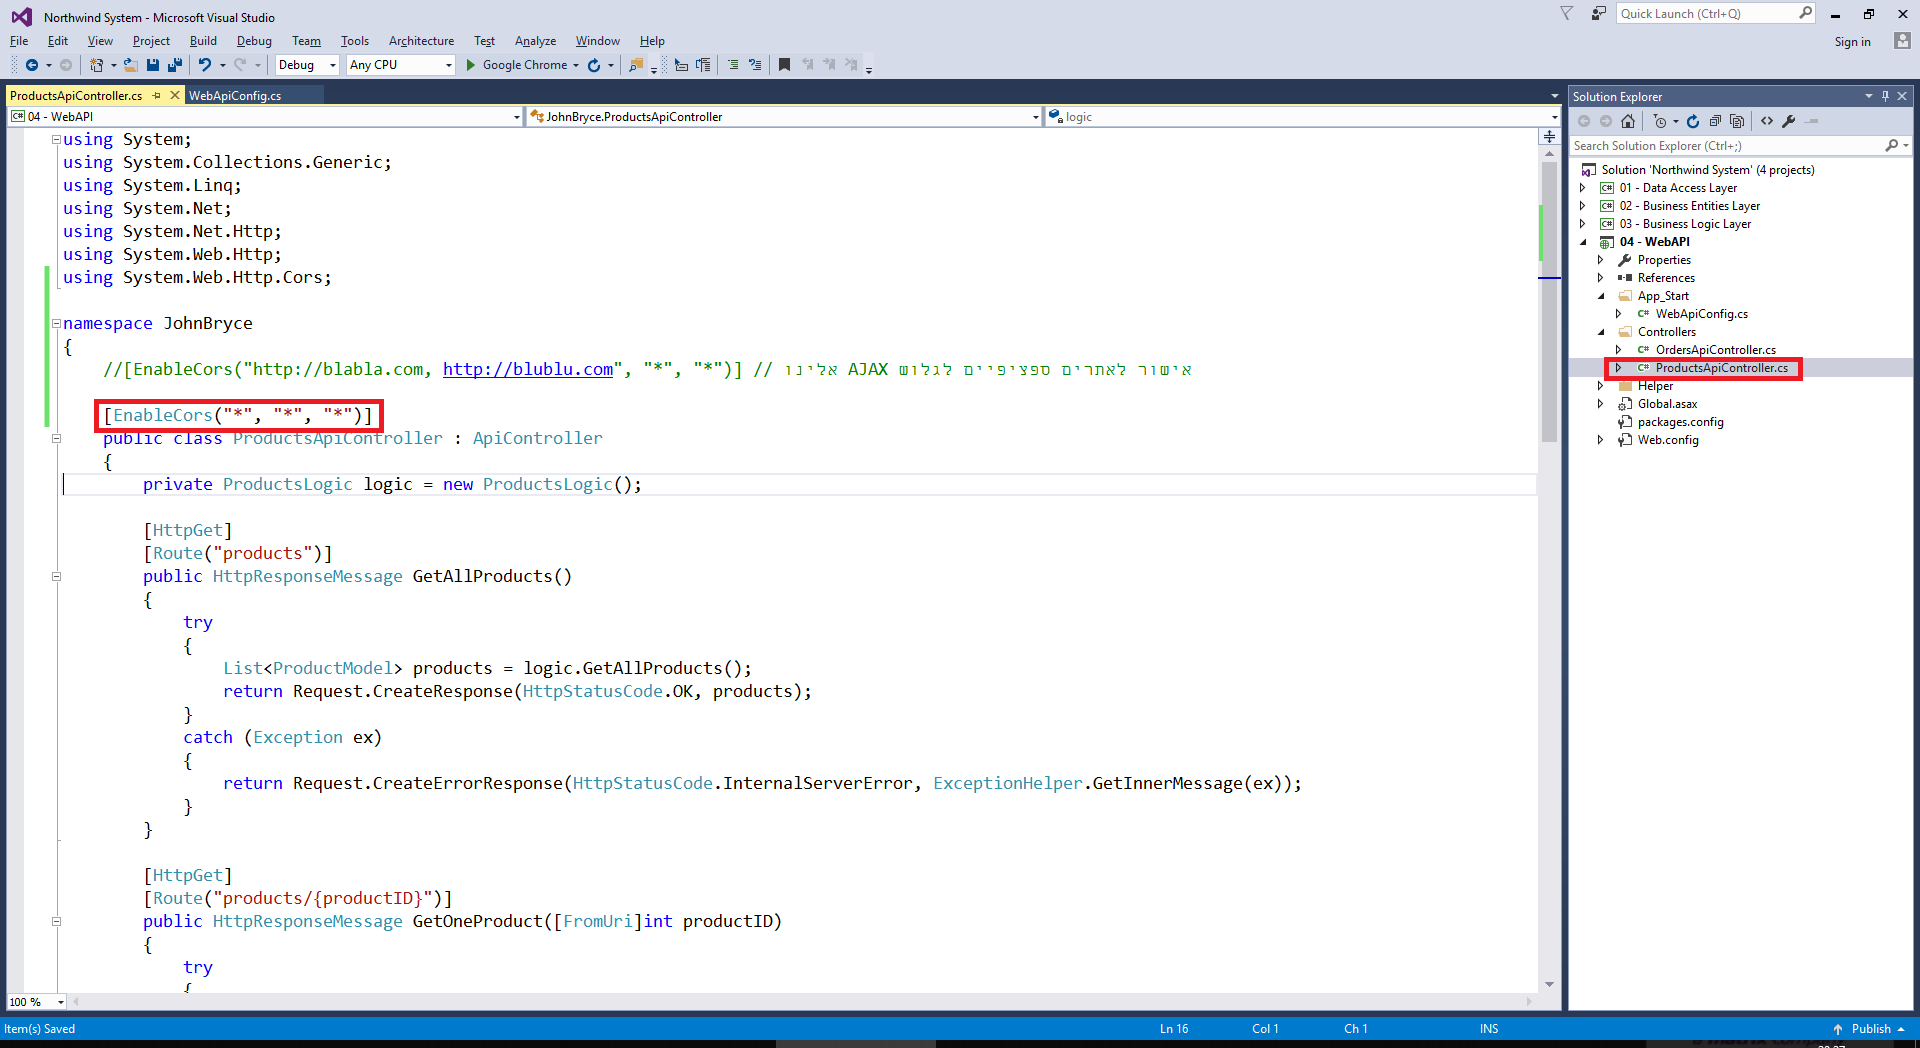 Northwind System - Microsoft Visual Studio
Quick Launch (Ctrl+Q)
File Edit View Project Build Debug Team Tools Architecture Test Analyze Window Help
Sign in
Debug Any CPU Google Chrome
ProductsApiController.cs WebApiConfig.cs
04 - WebAPI JohnBryce.ProductsApiController logic
using System;
using System.Collections.Generic;
using System.Linq;
using System.Net;
using System.Net.Http;
using System.Web.Http;
using System.Web.Http.Cors;
namespace JohnBryce
{
//[EnableCors("http://blabla.com, http://blublu.com", "*", "*")] // אישור לאתרים ספציפיים לגלוש AJAX אלינו
[EnableCors("*", "*", "*")]
public class ProductsApiController : ApiController
{
private ProductsLogic logic = new ProductsLogic();
[HttpGet]
[Route("products")]
public HttpResponseMessage GetAllProducts()
{
try
{
List<ProductModel> products = logic.GetAllProducts();
return Request.CreateResponse(HttpStatusCode.OK, products);
}
catch (Exception ex)
{
return Request.CreateErrorResponse(HttpStatusCode.InternalServerError, ExceptionHelper.GetInnerMessage(ex));
}
}
[HttpGet]
[Route("products/{productID}")]
public HttpResponseMessage GetOneProduct([FromUri]int productID)
{
try
{
100 %
Solution Explorer
Search Solution Explorer (Ctrl+;)
Solution 'Northwind System' (4 projects)
01 - Data Access Layer
02 - Business Entities Layer
03 - Business Logic Layer
04 - WebAPI
Properties
References
App_Start
WebApiConfig.cs
Controllers
OrdersApiController.cs
ProductsApiController.cs
Helper
Global.asax
packages.config
Web.config
Item(s) Saved Ln 16 Col 1 Ch 1 INS Publish